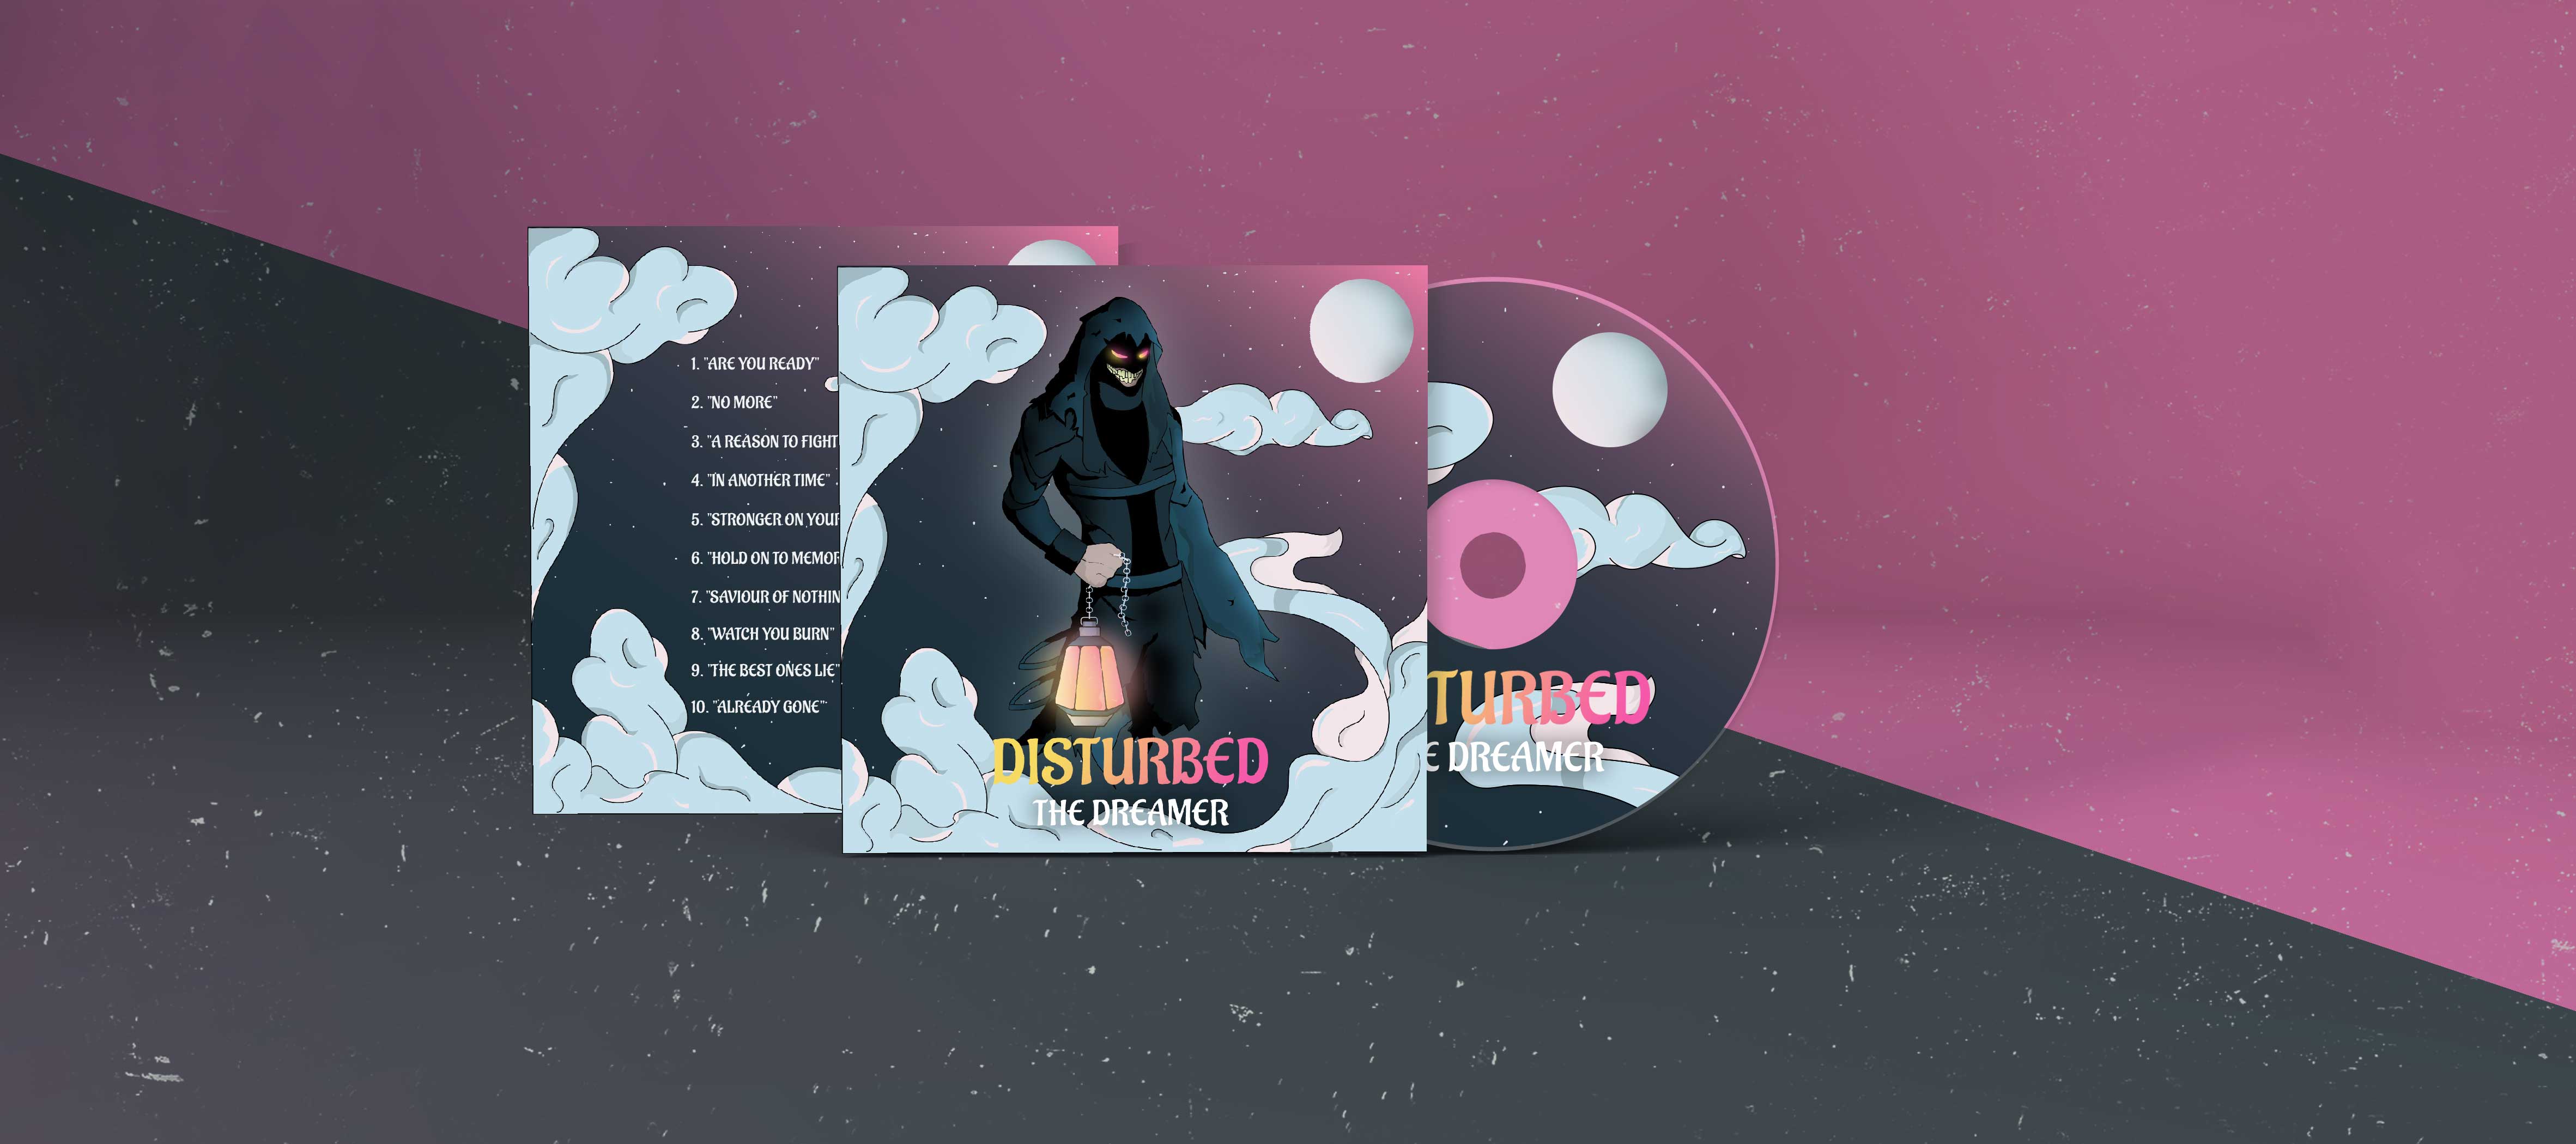 1. "ARE YOU READY"
2. "NO MORE"
3. "A REASON TO FIGHT
4. "IN ANOTHER TIME"
5. "STRONGER ON YOUR
6. "HOLD ON TO MEMOR
7. "SAVIOUR OF NOTHIN
8. "WATCH YOU BURN"
9. "THE BEST ONES LIE"
10. "ALREADY GONE"
DISTURBED
THE DREAMER
TURBED
E DREAMER